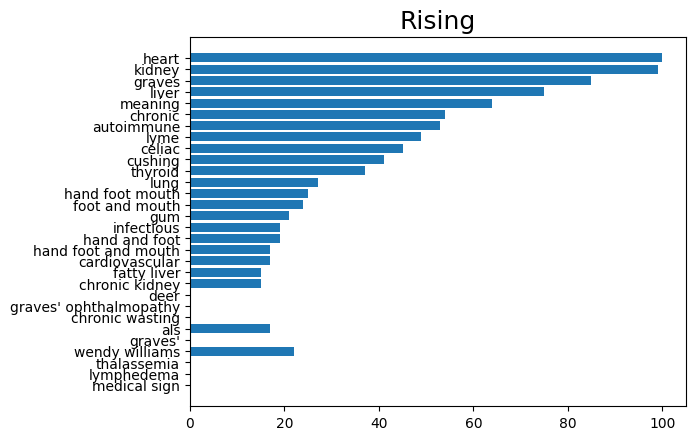 Rising
heart
kidney
graves
liver
meaning
chronic
autoimmune
lyme
celiac
cushing
thyroid
lung
hand foot mouth
foot and mouth
gum
infectious
hand and foot
hand foot and mouth
cardiovascular
fatty liver
chronic kidney
deer
graves' ophthalmopathy
chronic wasting
als
graves'
wendy williams
thalassemia
lymphedema
medical sign
0 20 40 60 80 100